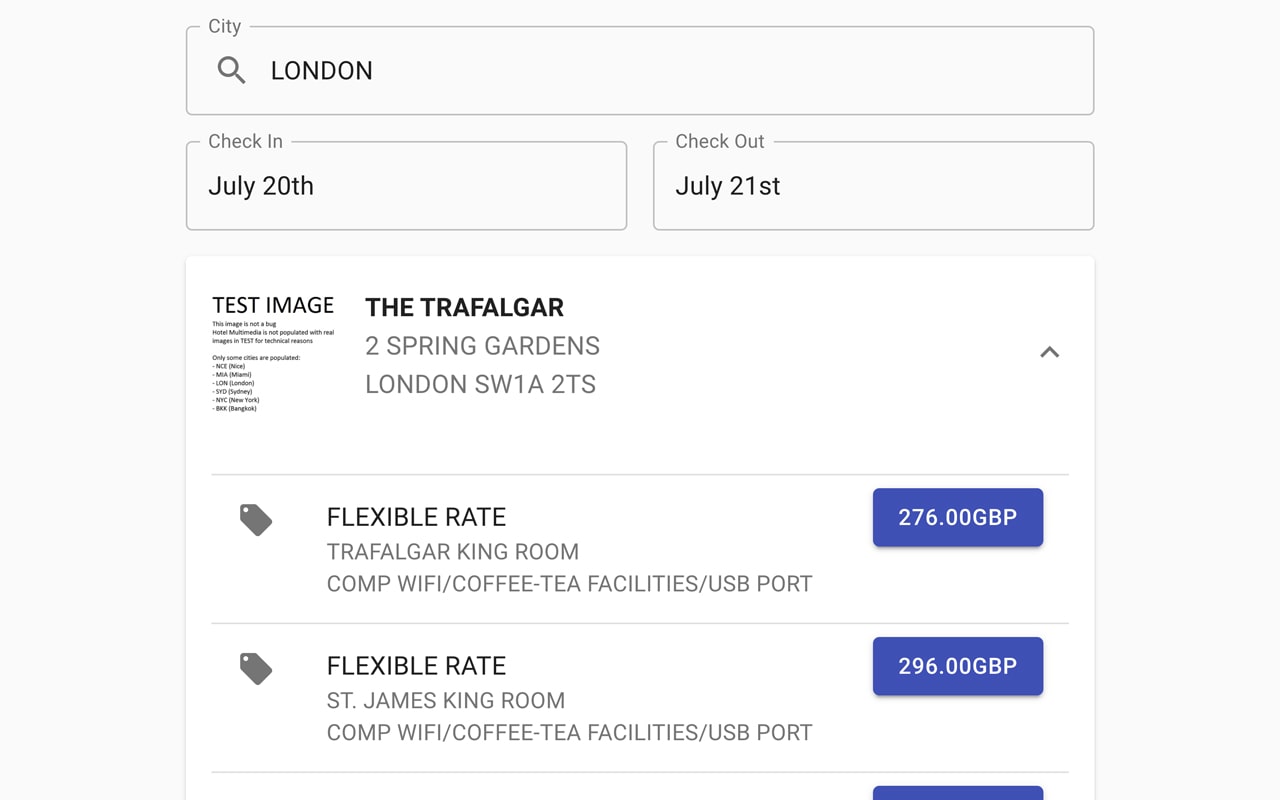 City
LONDON
Check In
July 20th
Check Out
July 21st
TEST IMAGE
This image is not a bug
Hotel Multimedia is not populated with real
images in TEST for technical reasons
Only some cities are populated:
- NCE (Nice)
- MIA (Miami)
- LON (London)
- SYD (Sydney)
- NYC (New York)
- BKK (Bangkok)
THE TRAFALGAR
2 SPRING GARDENS
LONDON SW1A 2TS
FLEXIBLE RATE
TRAFALGAR KING ROOM
COMP WIFI/COFFEE-TEA FACILITIES/USB PORT
276.00GBP
FLEXIBLE RATE
ST. JAMES KING ROOM
COMP WIFI/COFFEE-TEA FACILITIES/USB PORT
296.00GBP